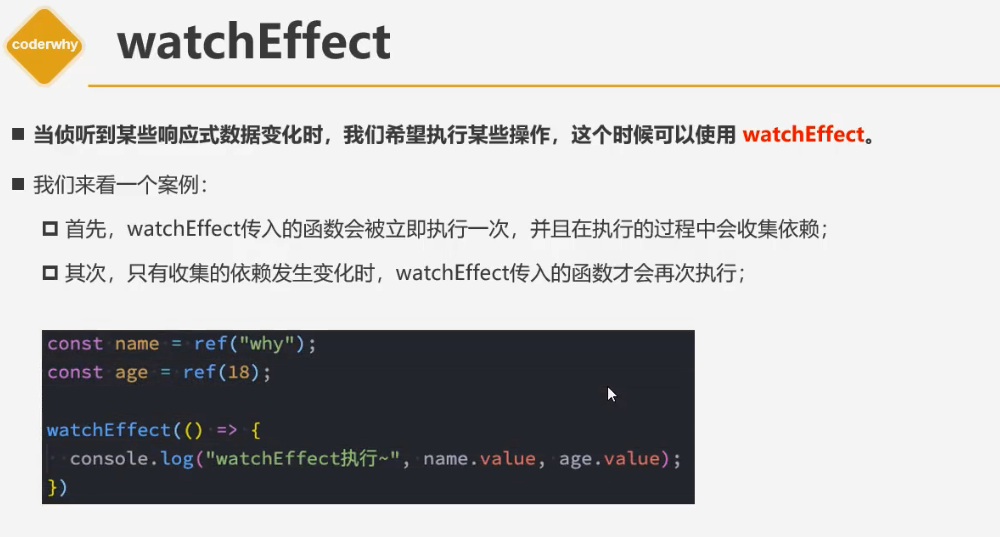 coderwhy
watchEffect
当侦听到某些响应式数据变化时，我们希望执行某些操作，这个时候可以使用 watchEffect。
我们来看一个案例：
首先，watchEffect传入的函数会被立即执行一次，并且在执行的过程中会收集依赖；
其次，只有收集的依赖发生变化时，watchEffect传入的函数才会再次执行；
const name = ref("why");
const age = ref(18);
watchEffect(() => {
  console.log("watchEffect执行~", name.value, age.value);
})